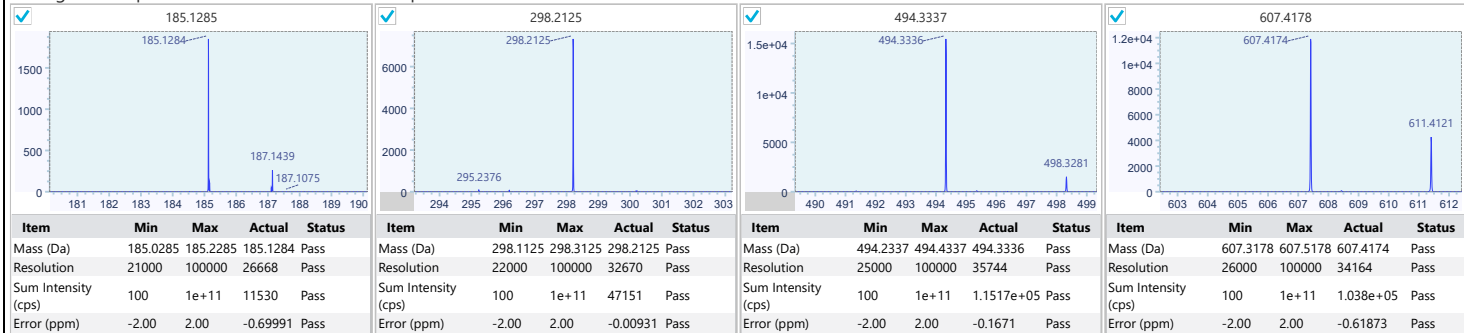 185.1285
185.1284
1500
1000
500
0
187.1439
187.1075
181 182 183 184 185 186 187 188 189 190
Item Min Max Actual Status
Mass (Da) 185.0285 185.2285 185.1284 Pass
Resolution 21000 100000 26668 Pass
Sum Intensity (cps) 100 1e+11 11530 Pass
Error (ppm) -2.00 2.00 -0.69991 Pass
298.2125
298.2125
6000
4000
2000
0
295.2376
294 295 296 297 298 299 300 301 302 303
Item Min Max Actual Status
Mass (Da) 298.1125 298.3125 298.2125 Pass
Resolution 22000 100000 32670 Pass
Sum Intensity (cps) 100 1e+11 47151 Pass
Error (ppm) -2.00 2.00 -0.00931 Pass
494.3337
494.3336
1.5e+04
1e+04
5000
0
498.3281
490 491 492 493 494 495 496 497 498 499
Item Min Max Actual Status
Mass (Da) 494.2337 494.4337 494.3336 Pass
Resolution 25000 100000 35744 Pass
Sum Intensity (cps) 100 1e+11 1.1517e+05 Pass
Error (ppm) -2.00 2.00 -0.1671 Pass
607.4178
607.4174
1.2e+04
1e+04
8000
6000
4000
2000
0
611.4121
603 604 605 606 607 608 609 610 611 612
Item Min Max Actual Status
Mass (Da) 607.3178 607.5178 607.4174 Pass
Resolution 26000 100000 34164 Pass
Sum Intensity (cps) 100 1e+11 1.038e+05 Pass
Error (ppm) -2.00 2.00 -0.61873 Pass